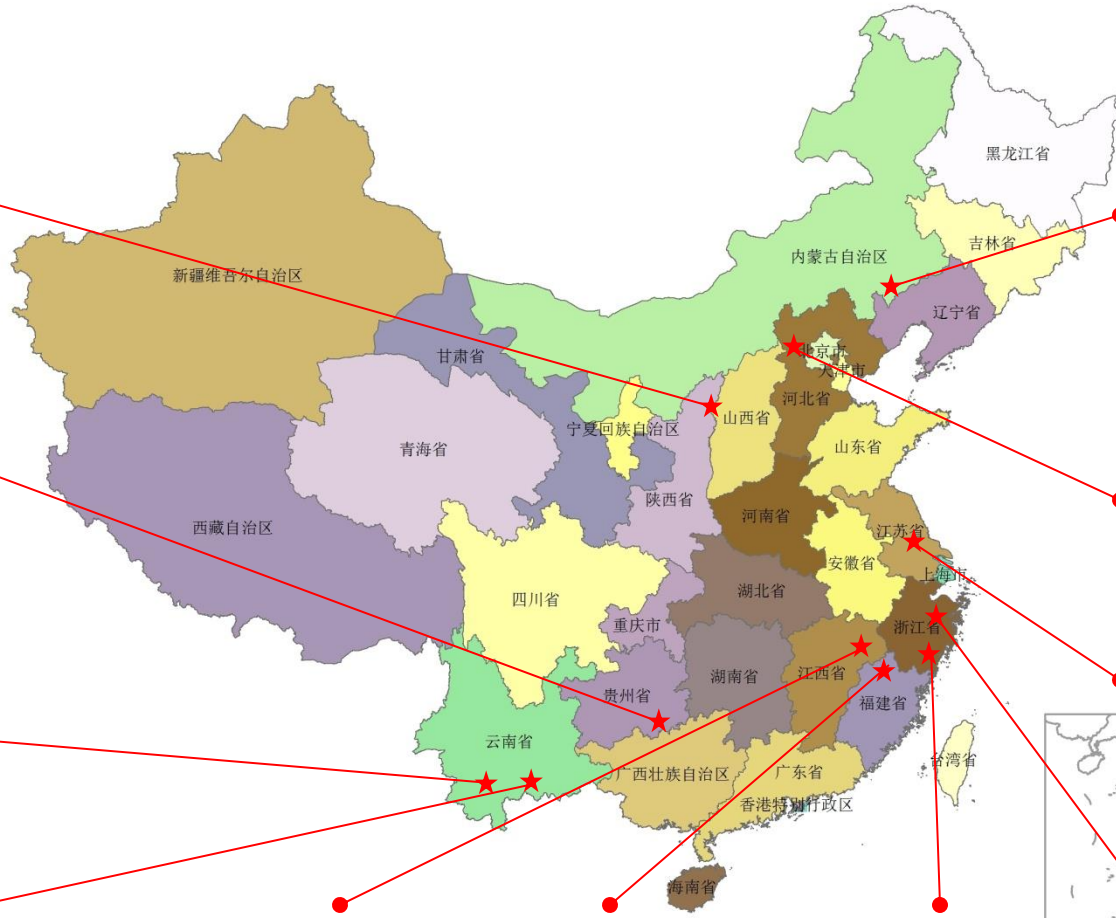 黑龙江省
吉林省
内蒙古自治区
新疆维吾尔自治区
辽宁省
北京市
甘肃省
天津市
河北省
山西省
宁夏回族自治区
青海省
山东省
陕西省
河南省
西藏自治区
江苏省
安徽省
上海市
湖北省
四川省
重庆市
浙江省
江西省
湖南省
贵州省
福建省
云南省
台湾省
广西壮族自治区
广东省
香港特别行政区
海南省